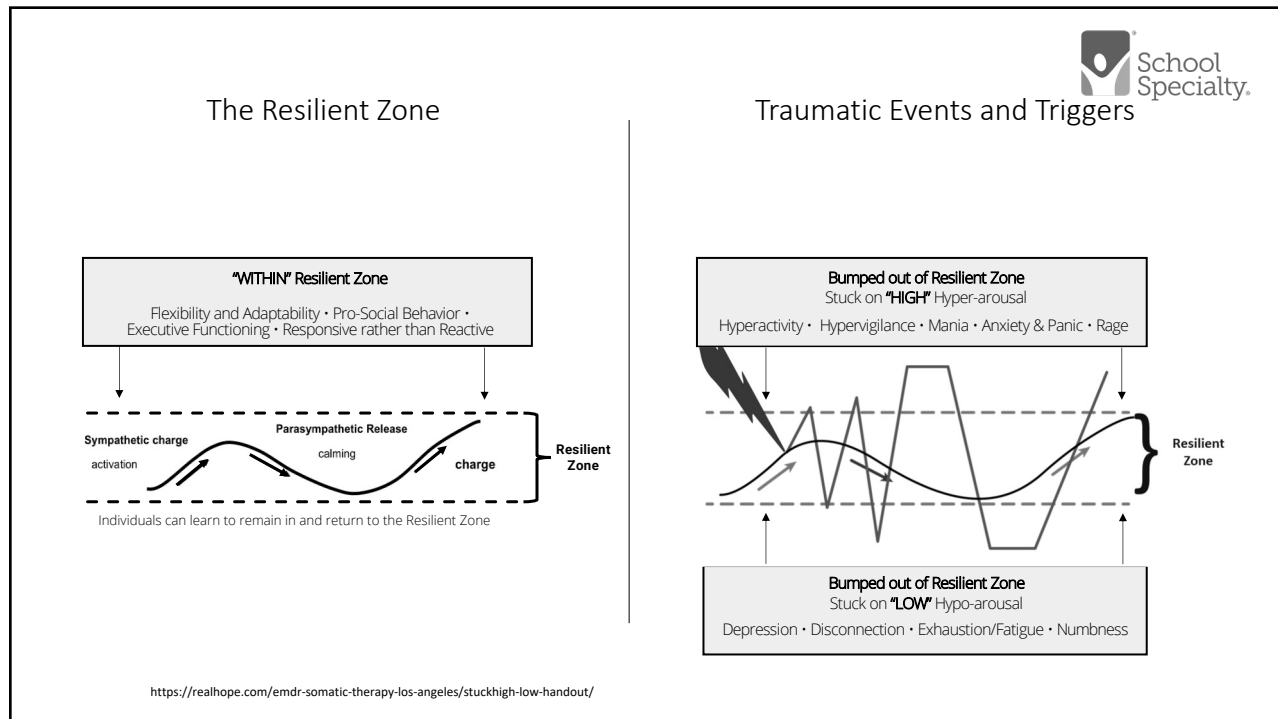 School
Specialty®
The Resilient Zone
"WITHIN" Resilient Zone
Flexibility and Adaptability • Pro-Social Behavior •
Executive Functioning • Responsive rather than Reactive
Sympathetic charge
activation
Parasympathetic Release
calming
charge
Resilient
Zone
Individuals can learn to remain in and return to the Resilient Zone
Traumatic Events and Triggers
Bumped out of Resilient Zone
Stuck on "HIGH" Hyper-arousal
Hyperactivity • Hypervigilance • Mania • Anxiety & Panic • Rage
Resilient
Zone
Bumped out of Resilient Zone
Stuck on "LOW" Hypo-arousal
Depression • Disconnection • Exhaustion/Fatigue • Numbness
https://realhope.com/emdr-somatic-therapy-los-angeles/stuckhigh-low-handout/